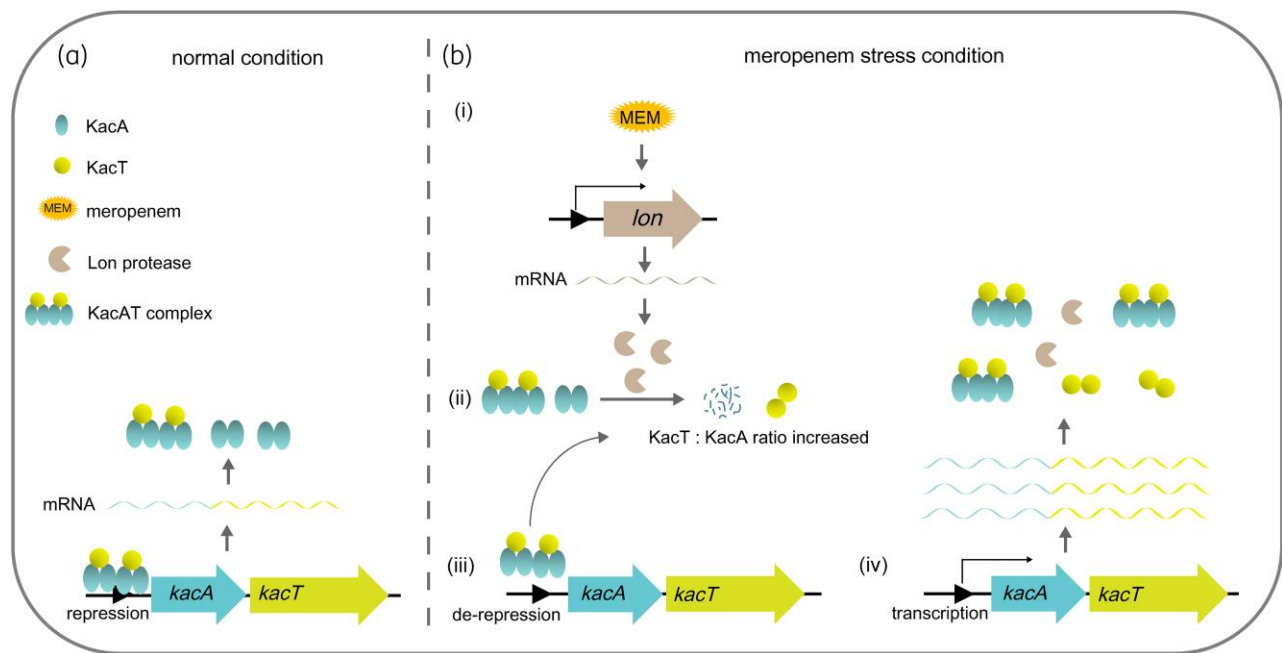 (a)
normal condition
KacA
KacT
MEM
meropenem
Lon protease
KacAT complex
mRNA
repression
kacA
kacT
(b)
meropenem stress condition
(i)
MEM
lon
mRNA
(ii)
KacT : KacA ratio increased
(iii)
de-repression
kacA
kacT
(iv)
transcription
kacA
kacT